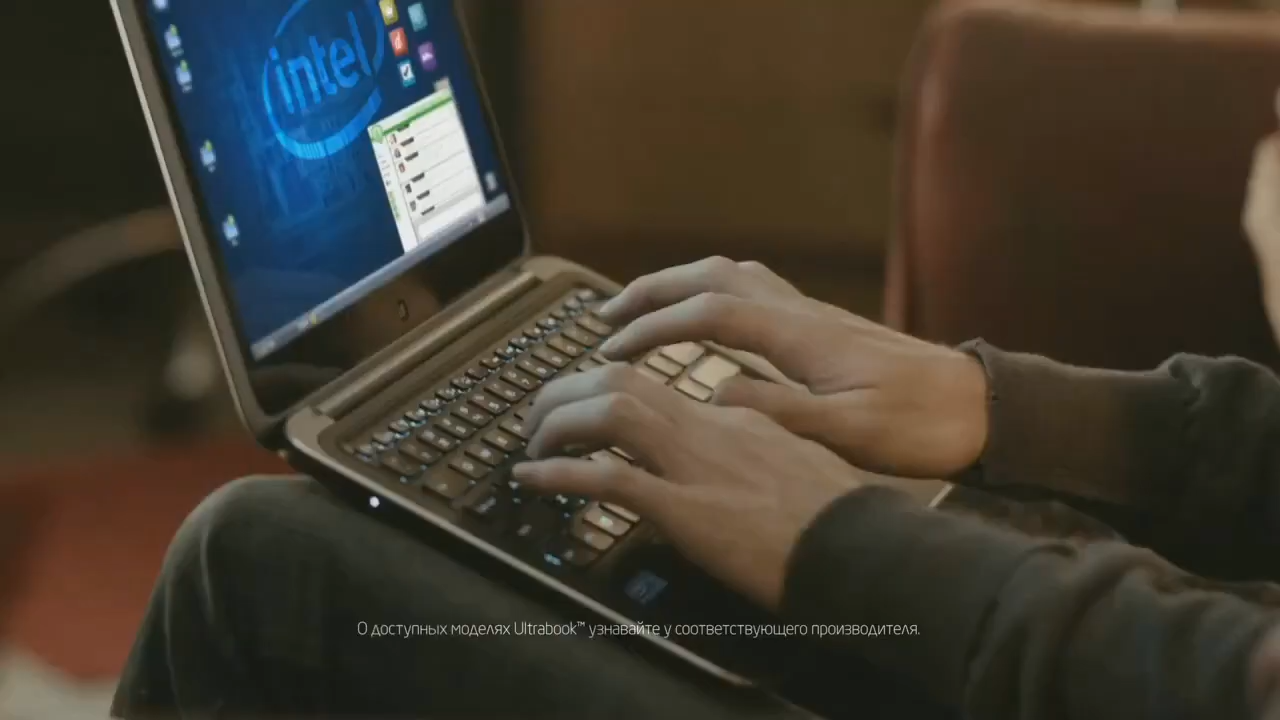 intel
О доступных моделях Ultrabook™ узнавайте у соответствующего производителя.